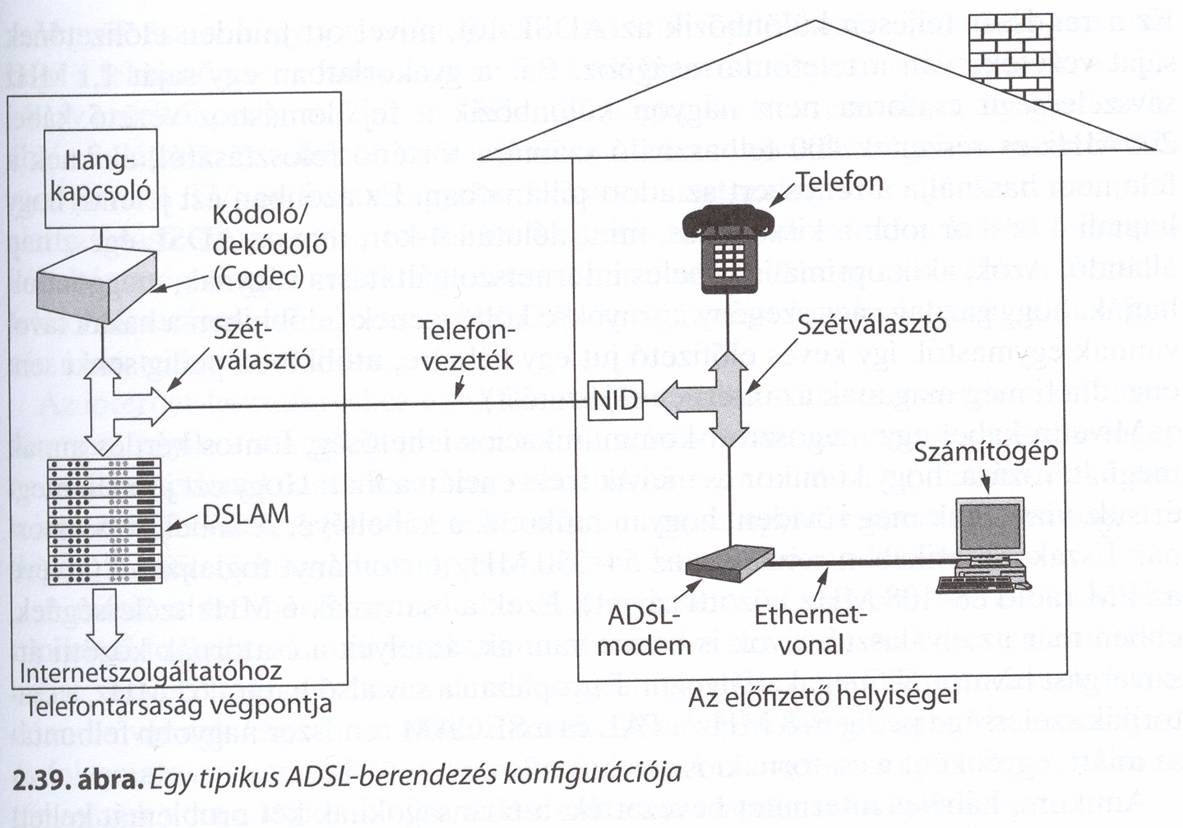 Hang-
kapcsoló
Kódoló/
dekódoló
(Codec)
Szét-
választó
Telefon-
vezeték
DSLAM
Internetszolgáltatóhoz
Telefontársaság végpontja
Telefon
Szétválasztó
NID
Számítógép
ADSL-
modem
Ethernet-
vonal
Az előfizető helyiségei
2.39. ábra. Egy tipikus ADSL-berendezés konfigurációja